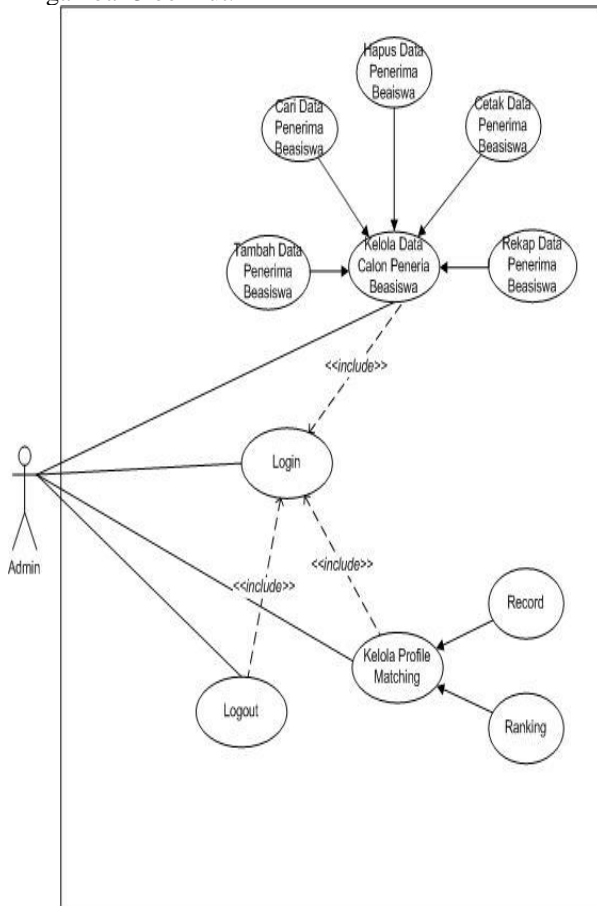 Hapus Data
Penerima
Beaiswa
Cari Data
Penerima
Beasiswa
Cetak Data
Penerima
Beasiswa
Tambah Data
Penerima
Beasiswa
Kelola Data
Calon Peneria
Beasiswa
Rekap Data
Penerima
Beasiswa
<<include>>
Login
Admin
<<include>>
<<include>>
Record
Kelola Profile
Matching
Logout
Ranking